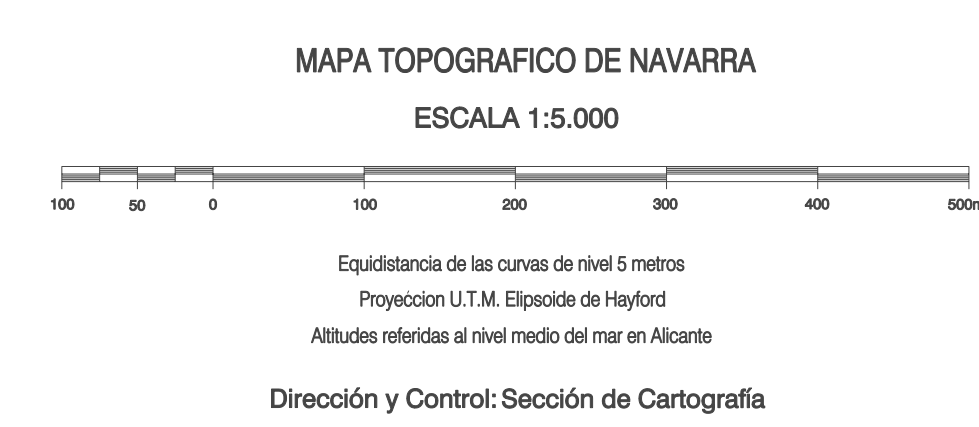 MAPA TOPOGRAFICO DE NAVARRA
ESCALA 1:5.000
100 50 0 100 200 300 400 500m
Equidistancia de las curvas de nivel 5 metros
Proyećcion U.T.M. Elipsoide de Hayford
Altitudes referidas al nivel medio del mar en Alicante
Dirección y Control: Sección de Cartografía